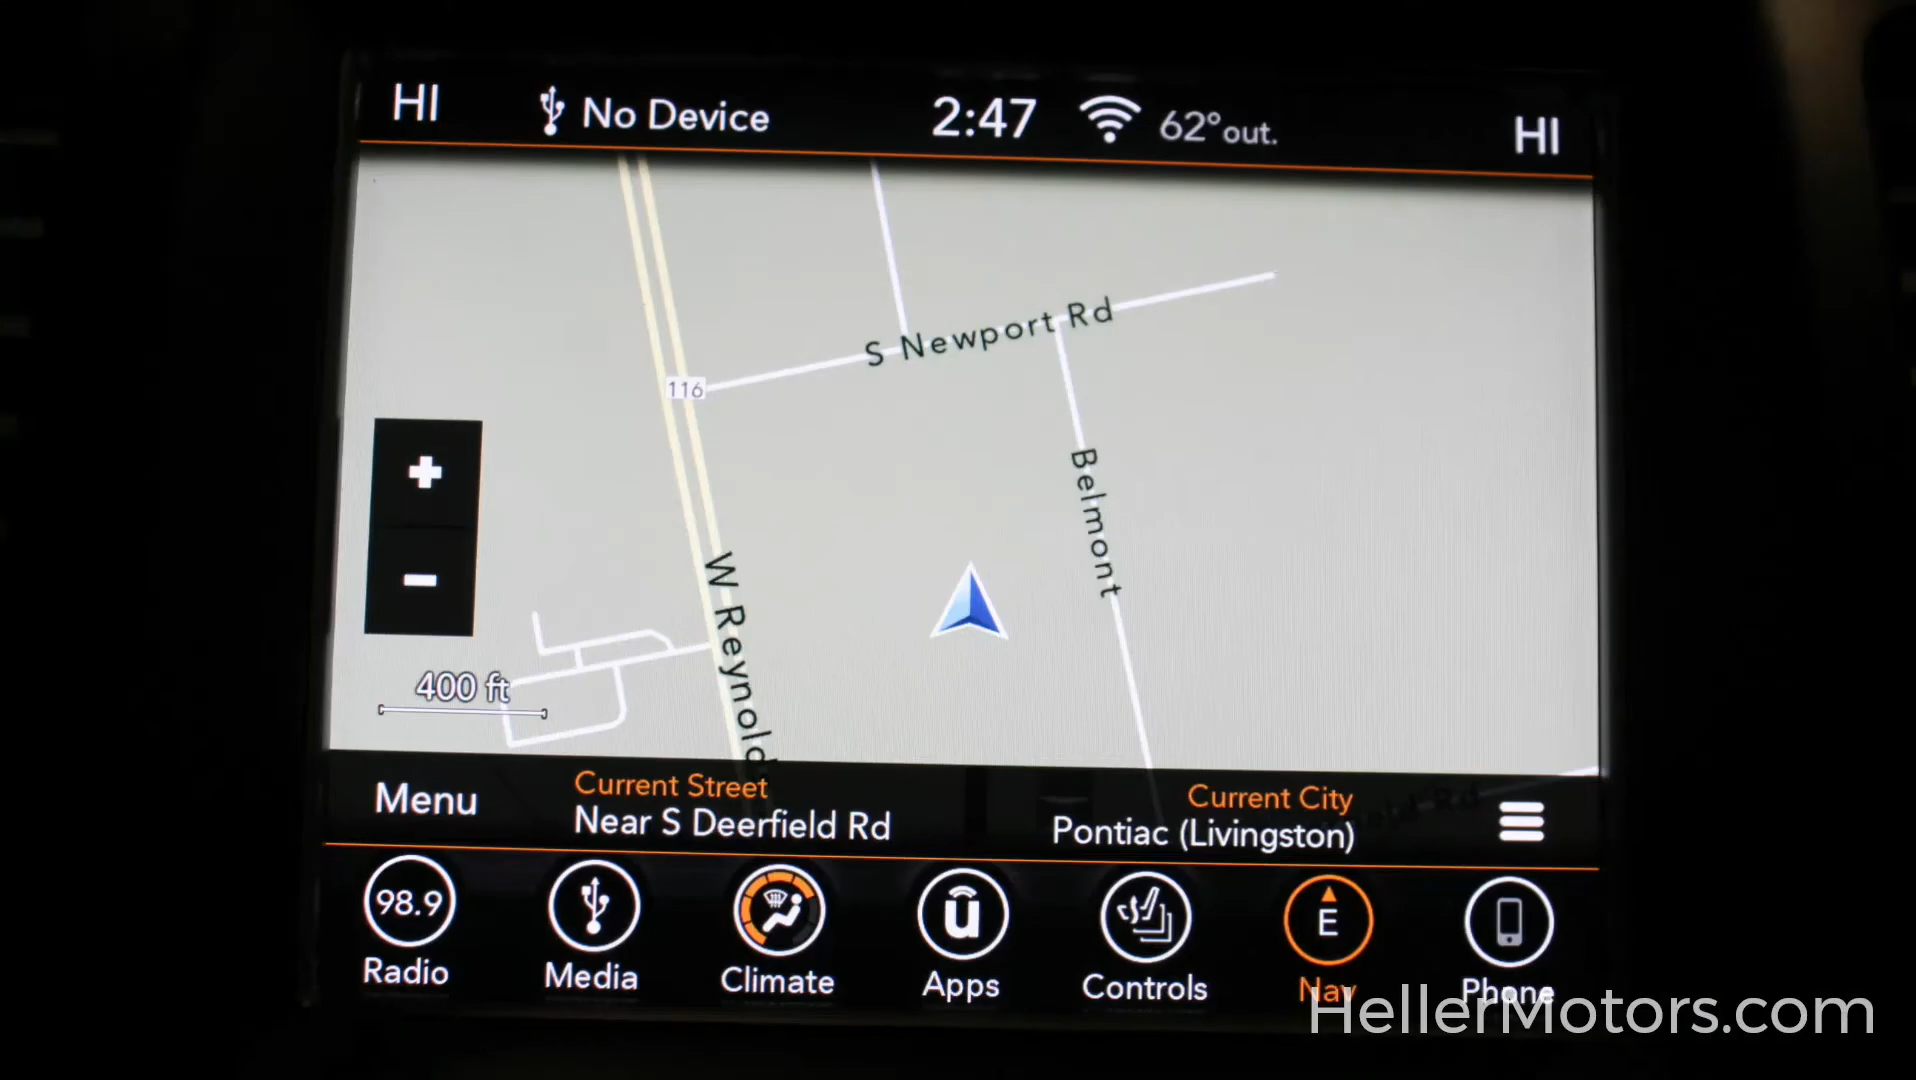 HI
No Device
2:47
62°out.
HI
S Newport Rd
116
Belmont
W Reynolds
400 ft
Menu
Current Street
Near S Deerfield Rd
Current City
Pontiac (Livingston)
98.9
u
E
Radio
Media
Climate
Apps
Controls
Nav
Phone
HellerMotors.com